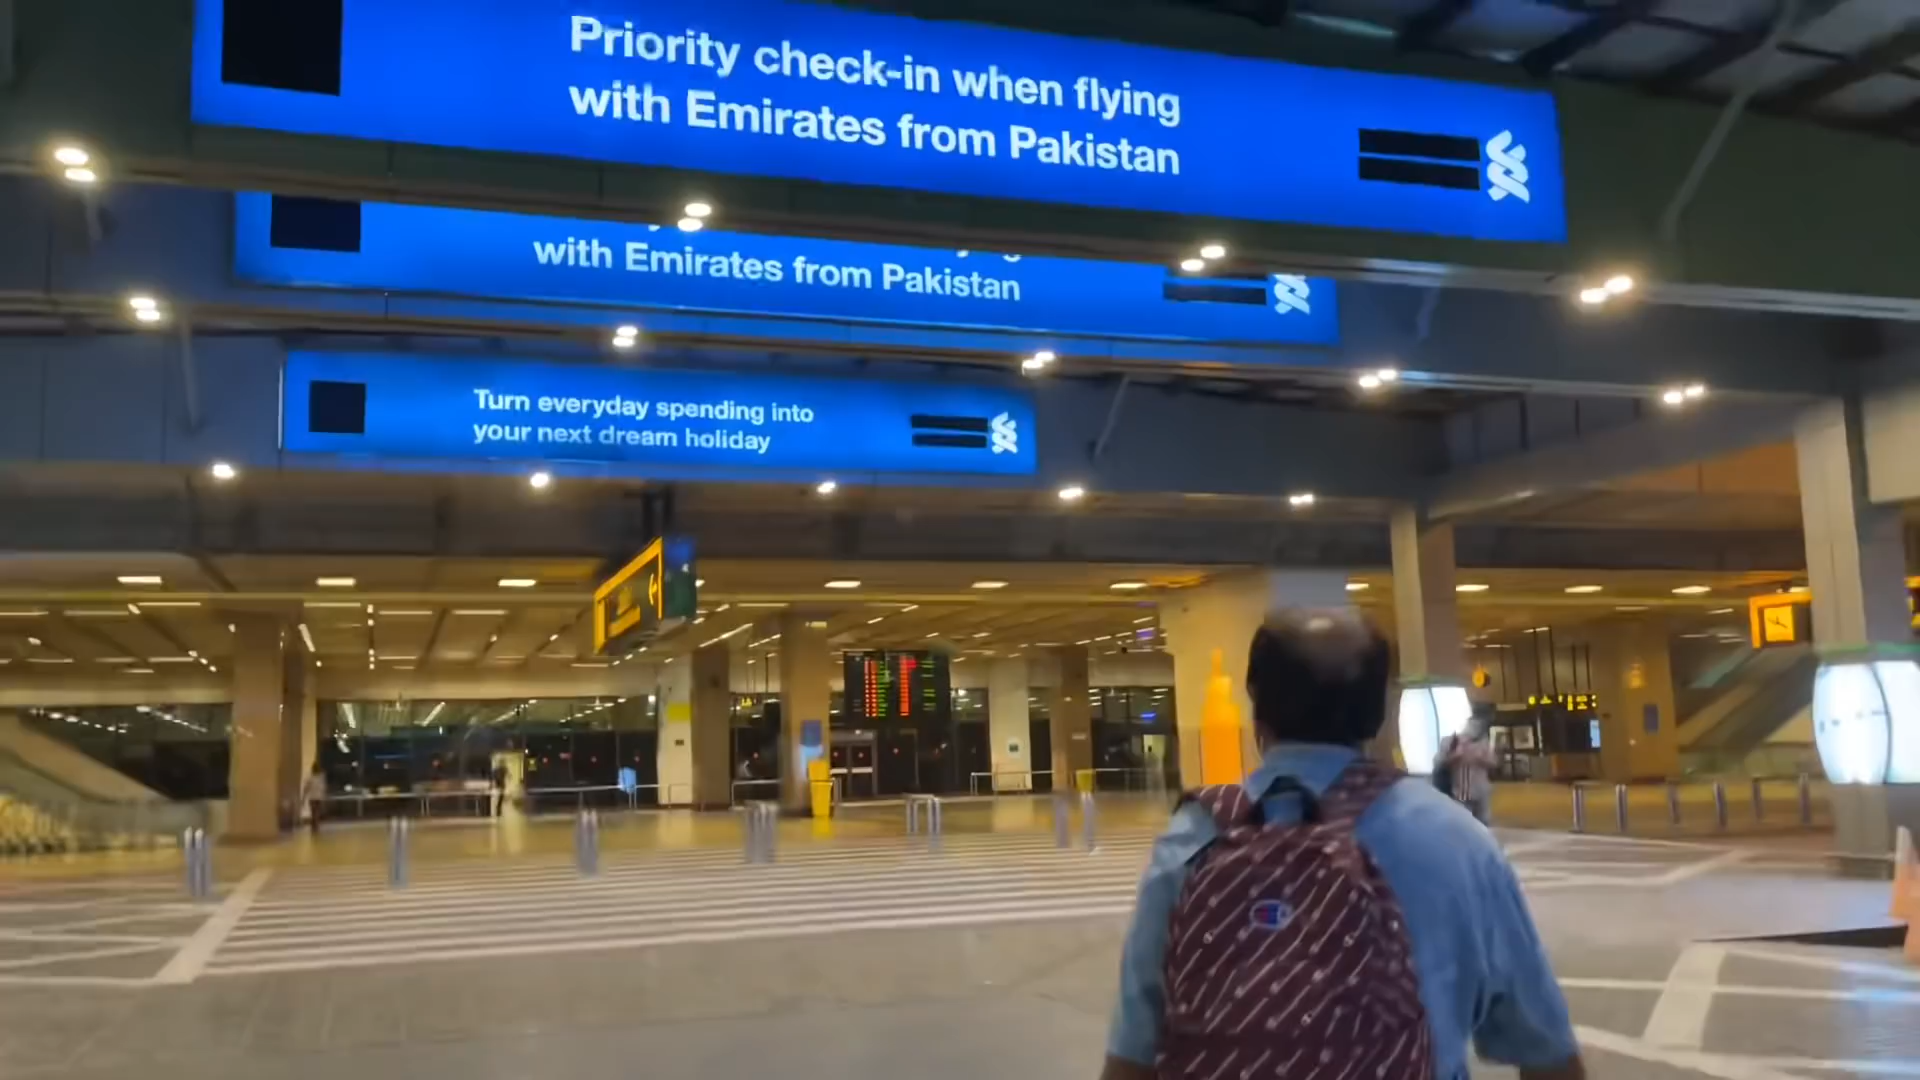 Priority check-in when flying
with Emirates from Pakistan
with Emirates from Pakistan
Turn everyday spending into
your next dream holiday